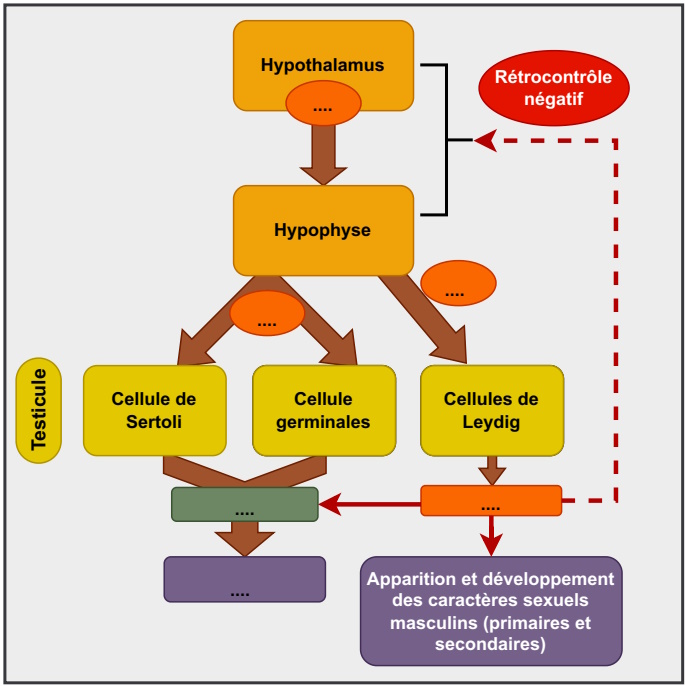 Hypothalamus
....
Rétrocontrôle
négatif
Hypophyse
....
....
Testicule
Cellule de
Sertoli
Cellule
germinales
Cellules de
Leydig
....
....
....
Apparition et développement
des caractères sexuels
masculins (primaires et
secondaires)